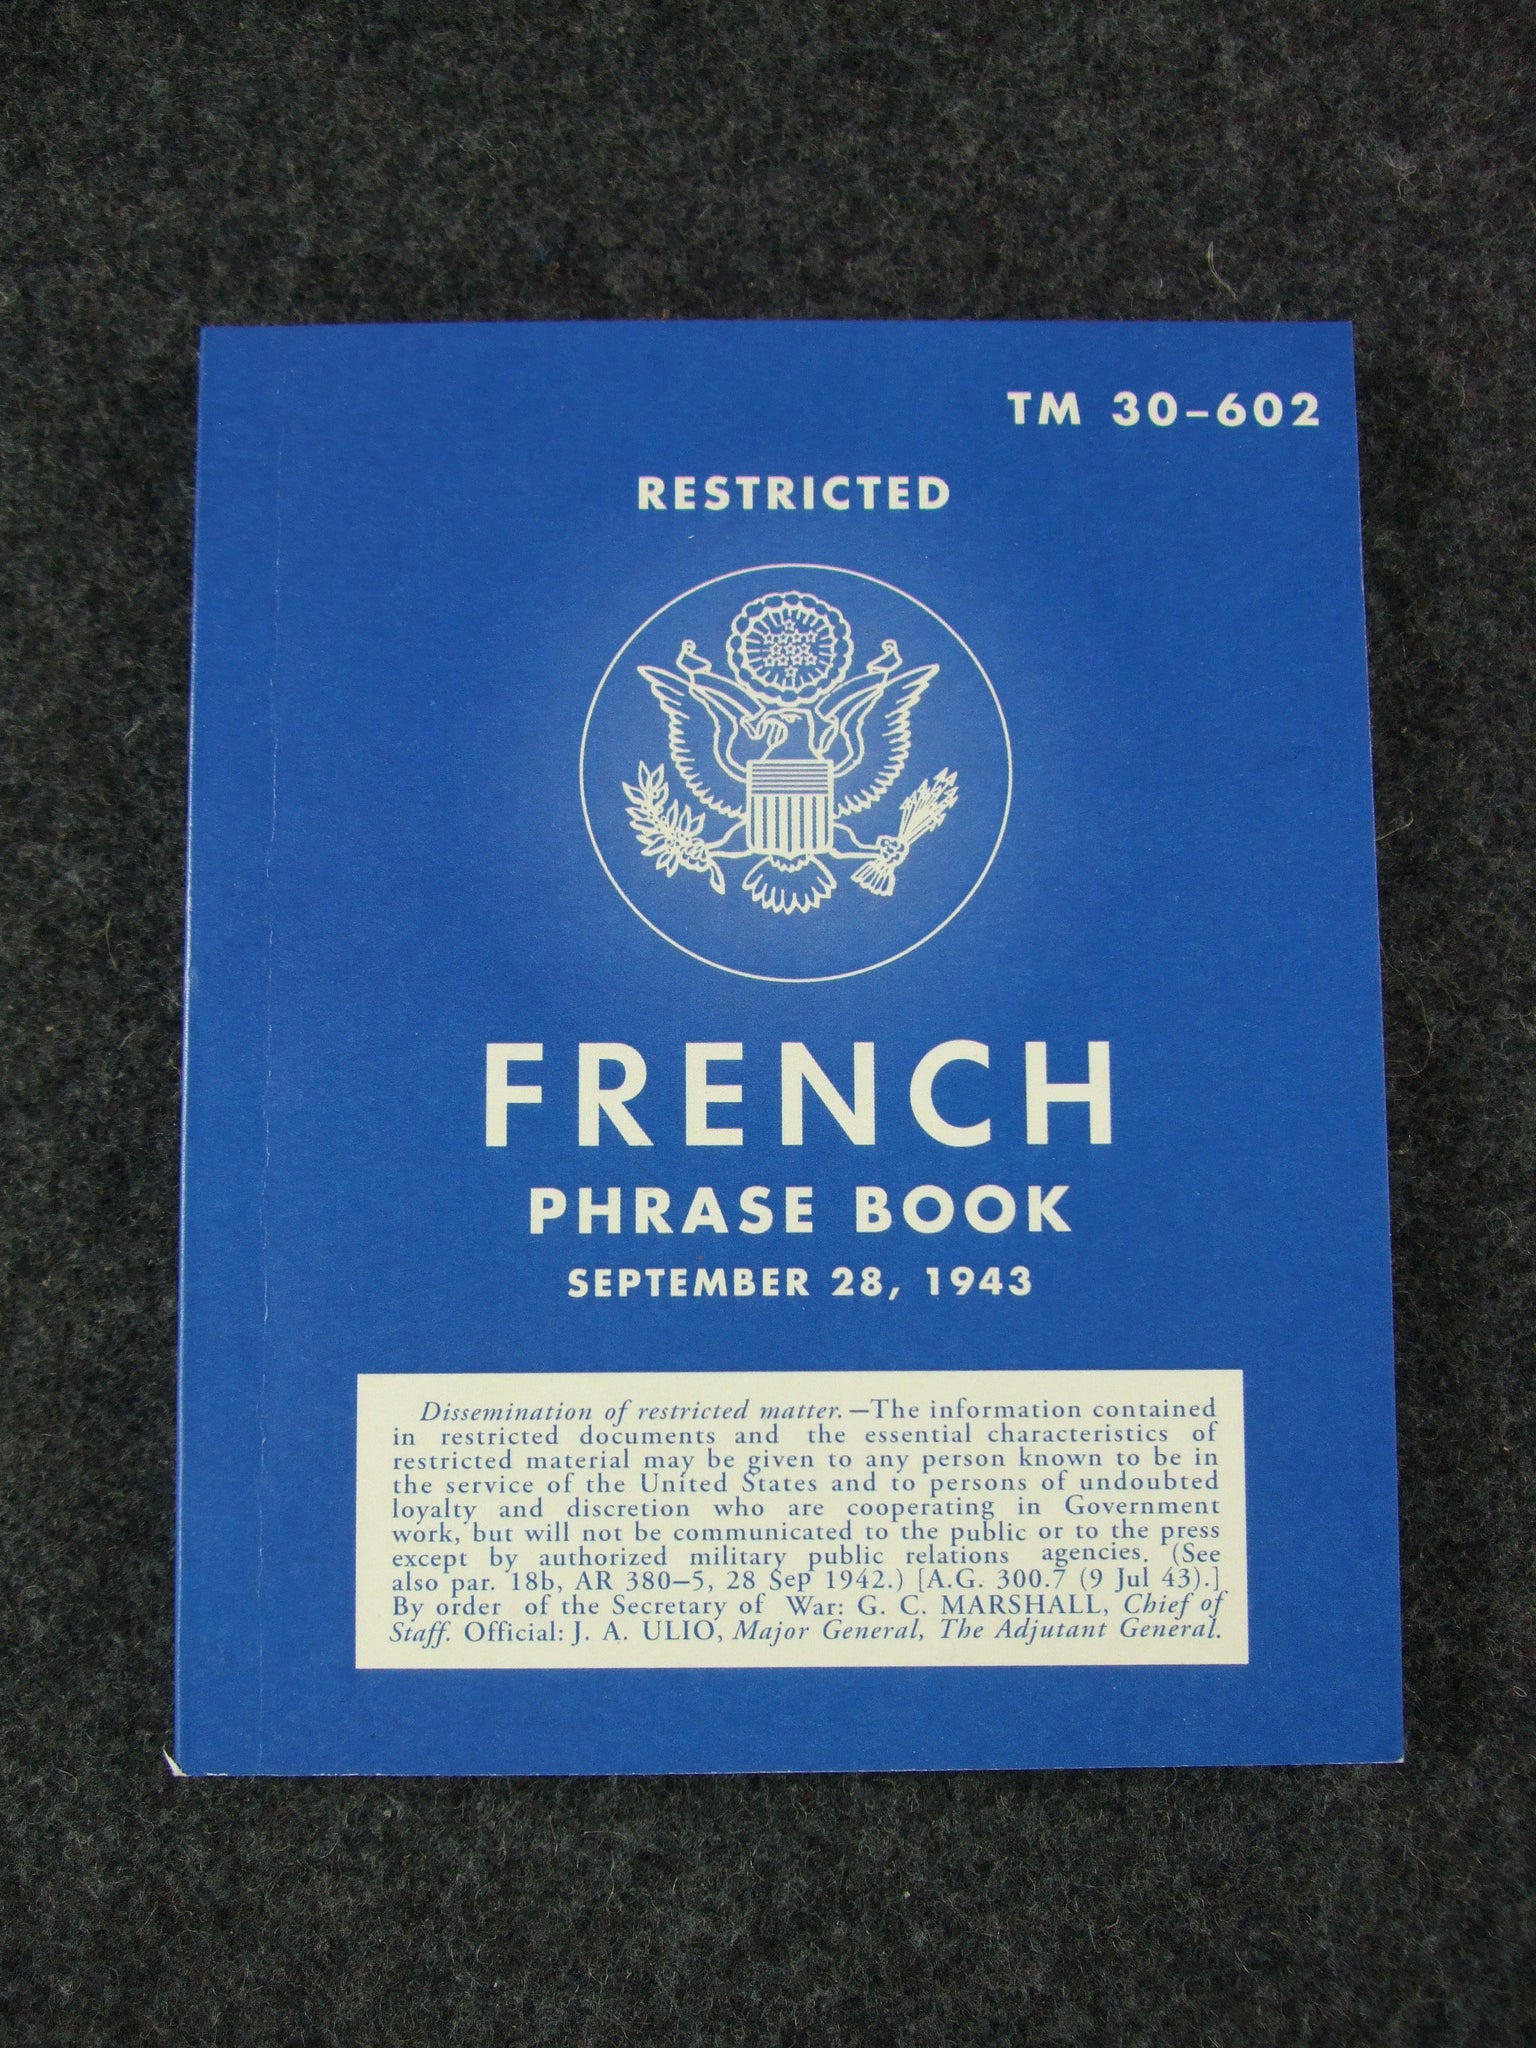 TM 30-602
RESTRICTED
FRENCH
PHRASE BOOK
SEPTEMBER 28, 1943
Dissemination of restricted matter.—The information contained
in restricted documents and the essential characteristics of
restricted material may be given to any person known to be in
the service of the United States and to persons of undoubted
loyalty and discretion who are cooperating in Government
work, but will not be communicated to the public or to the press
except by authorized military public relations agencies. (See
also par. 18b, AR 380–5, 28 Sep 1942.) [A.G. 300.7 (9 Jul 43).]
By order of the Secretary of War: G. C. MARSHALL, Chief of
Staff. Official: J. A. ULIO, Major General, The Adjutant General.